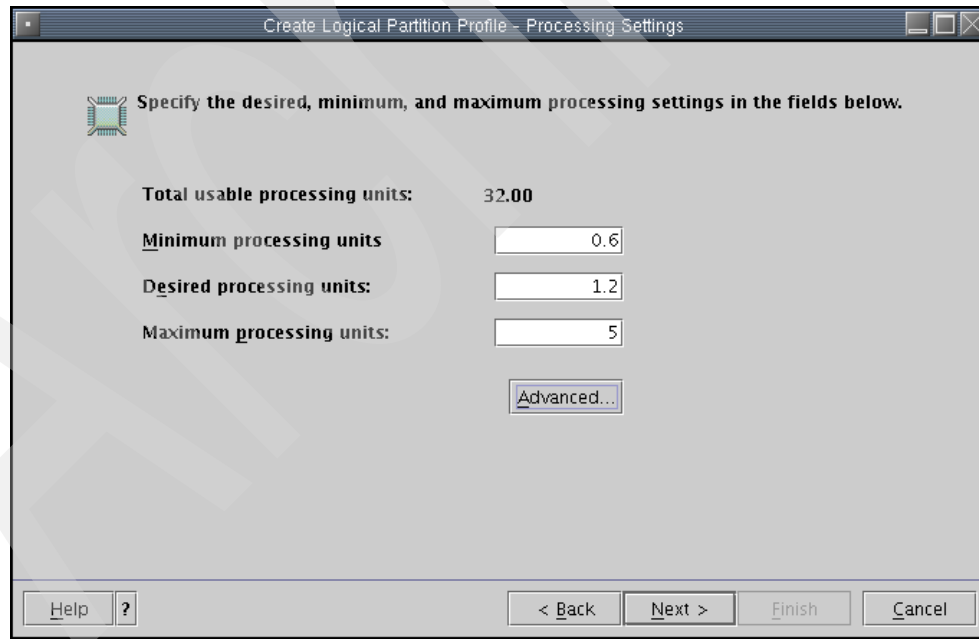 Create Logical Partition Profile - Processing Settings
Specify the desired, minimum, and maximum processing settings in the fields below.
Total usable processing units: 32.00
Minimum processing units 0.6
Desired processing units: 1.2
Maximum processing units: 5
Advanced...
Help ? < Back Next > Finish Cancel